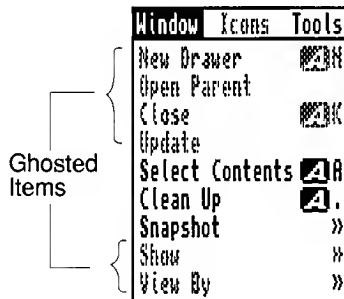 Window Icons Tools
New Drawer A N
Open Parent
Close A K
Update
Select Contents A A
Clean Up A .
Snapshot »
Show »
View By »
Ghosted
Items